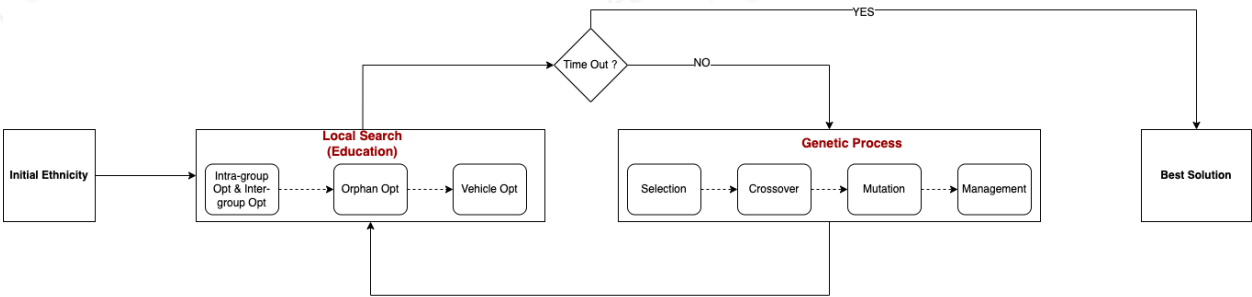 YES
Time Out ?
NO
Local Search
(Education)
Genetic Process
Initial Ethnicity
Intra-group
Opt & Inter-
group Opt
Orphan Opt
Vehicle Opt
Selection
Crossover
Mutation
Management
Best Solution